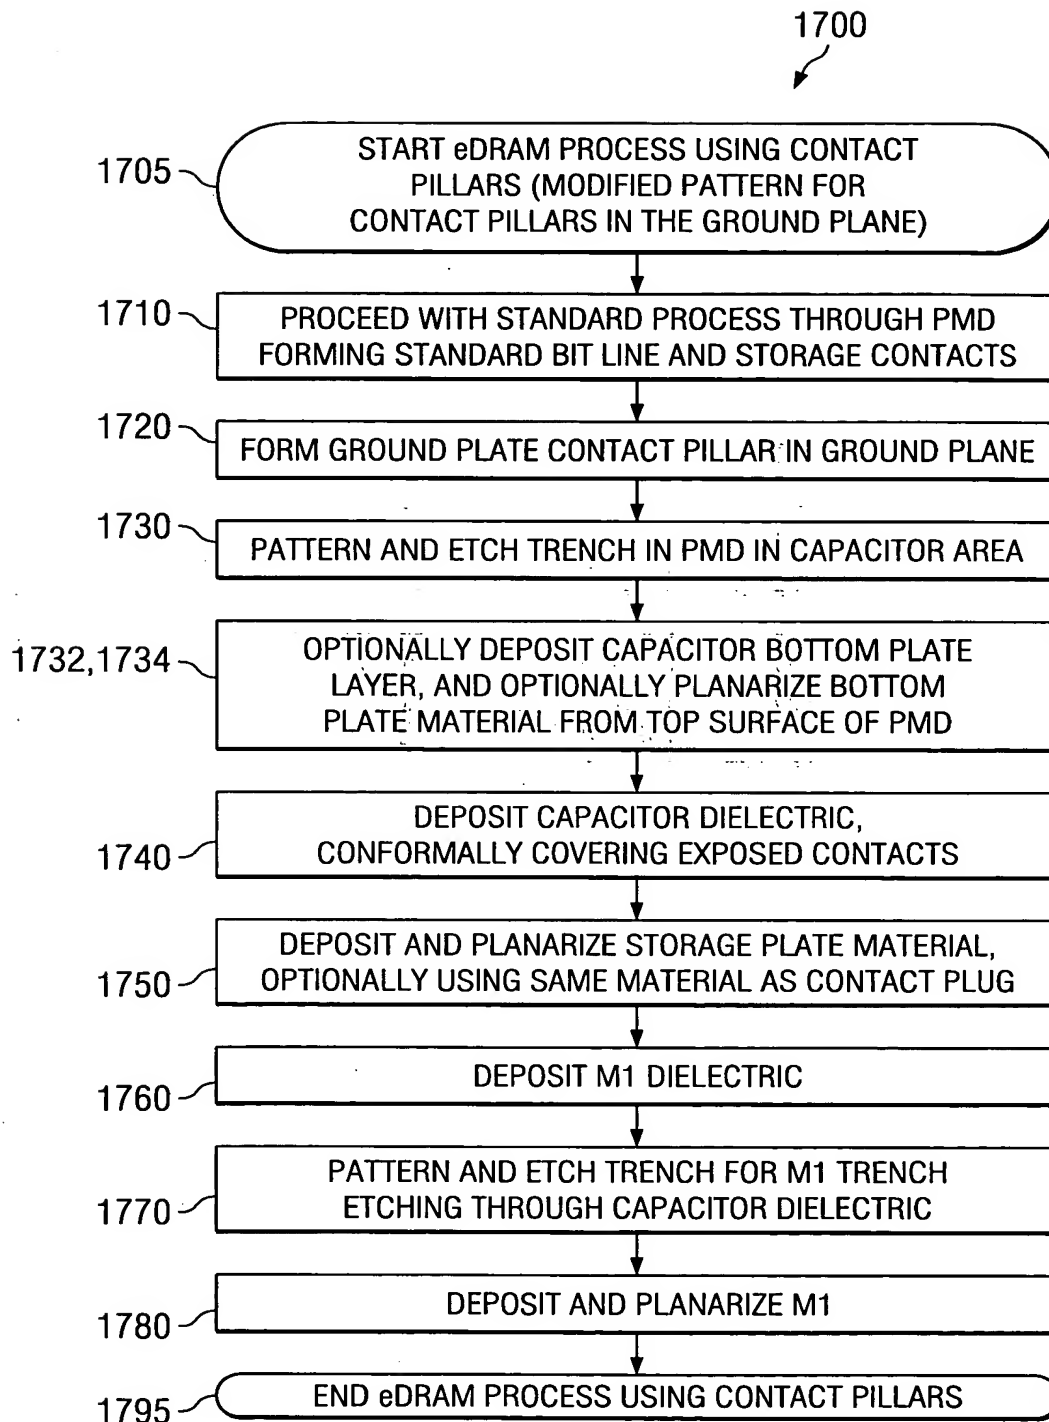 1700
1705
START eDRAM PROCESS USING CONTACT
PILLARS (MODIFIED PATTERN FOR
CONTACT PILLARS IN THE GROUND PLANE)
1710
PROCEED WITH STANDARD PROCESS THROUGH PMD
FORMING STANDARD BIT LINE AND STORAGE CONTACTS
1720
FORM GROUND PLATE CONTACT PILLAR IN GROUND PLANE
1730
PATTERN AND ETCH TRENCH IN PMD IN CAPACITOR AREA
1732,1734
OPTIONALLY DEPOSIT CAPACITOR BOTTOM PLATE
LAYER, AND OPTIONALLY PLANARIZE BOTTOM
PLATE MATERIAL FROM TOP SURFACE OF PMD
1740
DEPOSIT CAPACITOR DIELECTRIC,
CONFORMALLY COVERING EXPOSED CONTACTS
1750
DEPOSIT AND PLANARIZE STORAGE PLATE MATERIAL,
OPTIONALLY USING SAME MATERIAL AS CONTACT PLUG
1760
DEPOSIT M1 DIELECTRIC
1770
PATTERN AND ETCH TRENCH FOR M1 TRENCH
ETCHING THROUGH CAPACITOR DIELECTRIC
1780
DEPOSIT AND PLANARIZE M1
1795
END eDRAM PROCESS USING CONTACT PILLARS